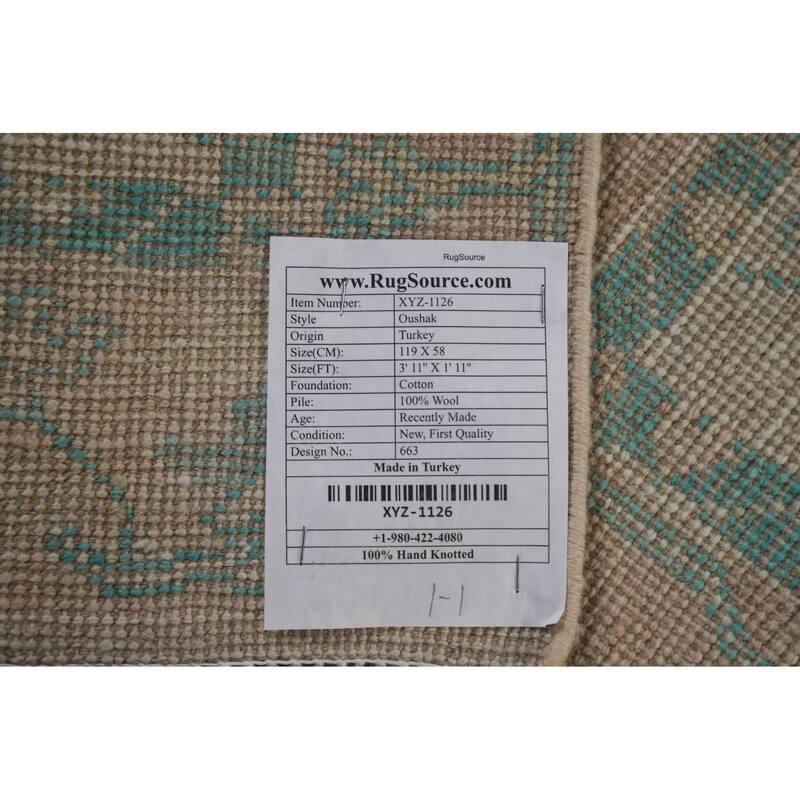 RugSource
www.RugSource.com
Item Number: XYZ-1126
Style Oushak
Origin Turkey
Size(CM): 119 X 58
Size(FT): 3' 11" X 1' 11"
Foundation: Cotton
Pile: 100% Wool
Age: Recently Made
Condition: New, First Quality
Design No.: 663
Made in Turkey
XYZ-1126
+1-980-422-4080
100% Hand Knotted
1-1